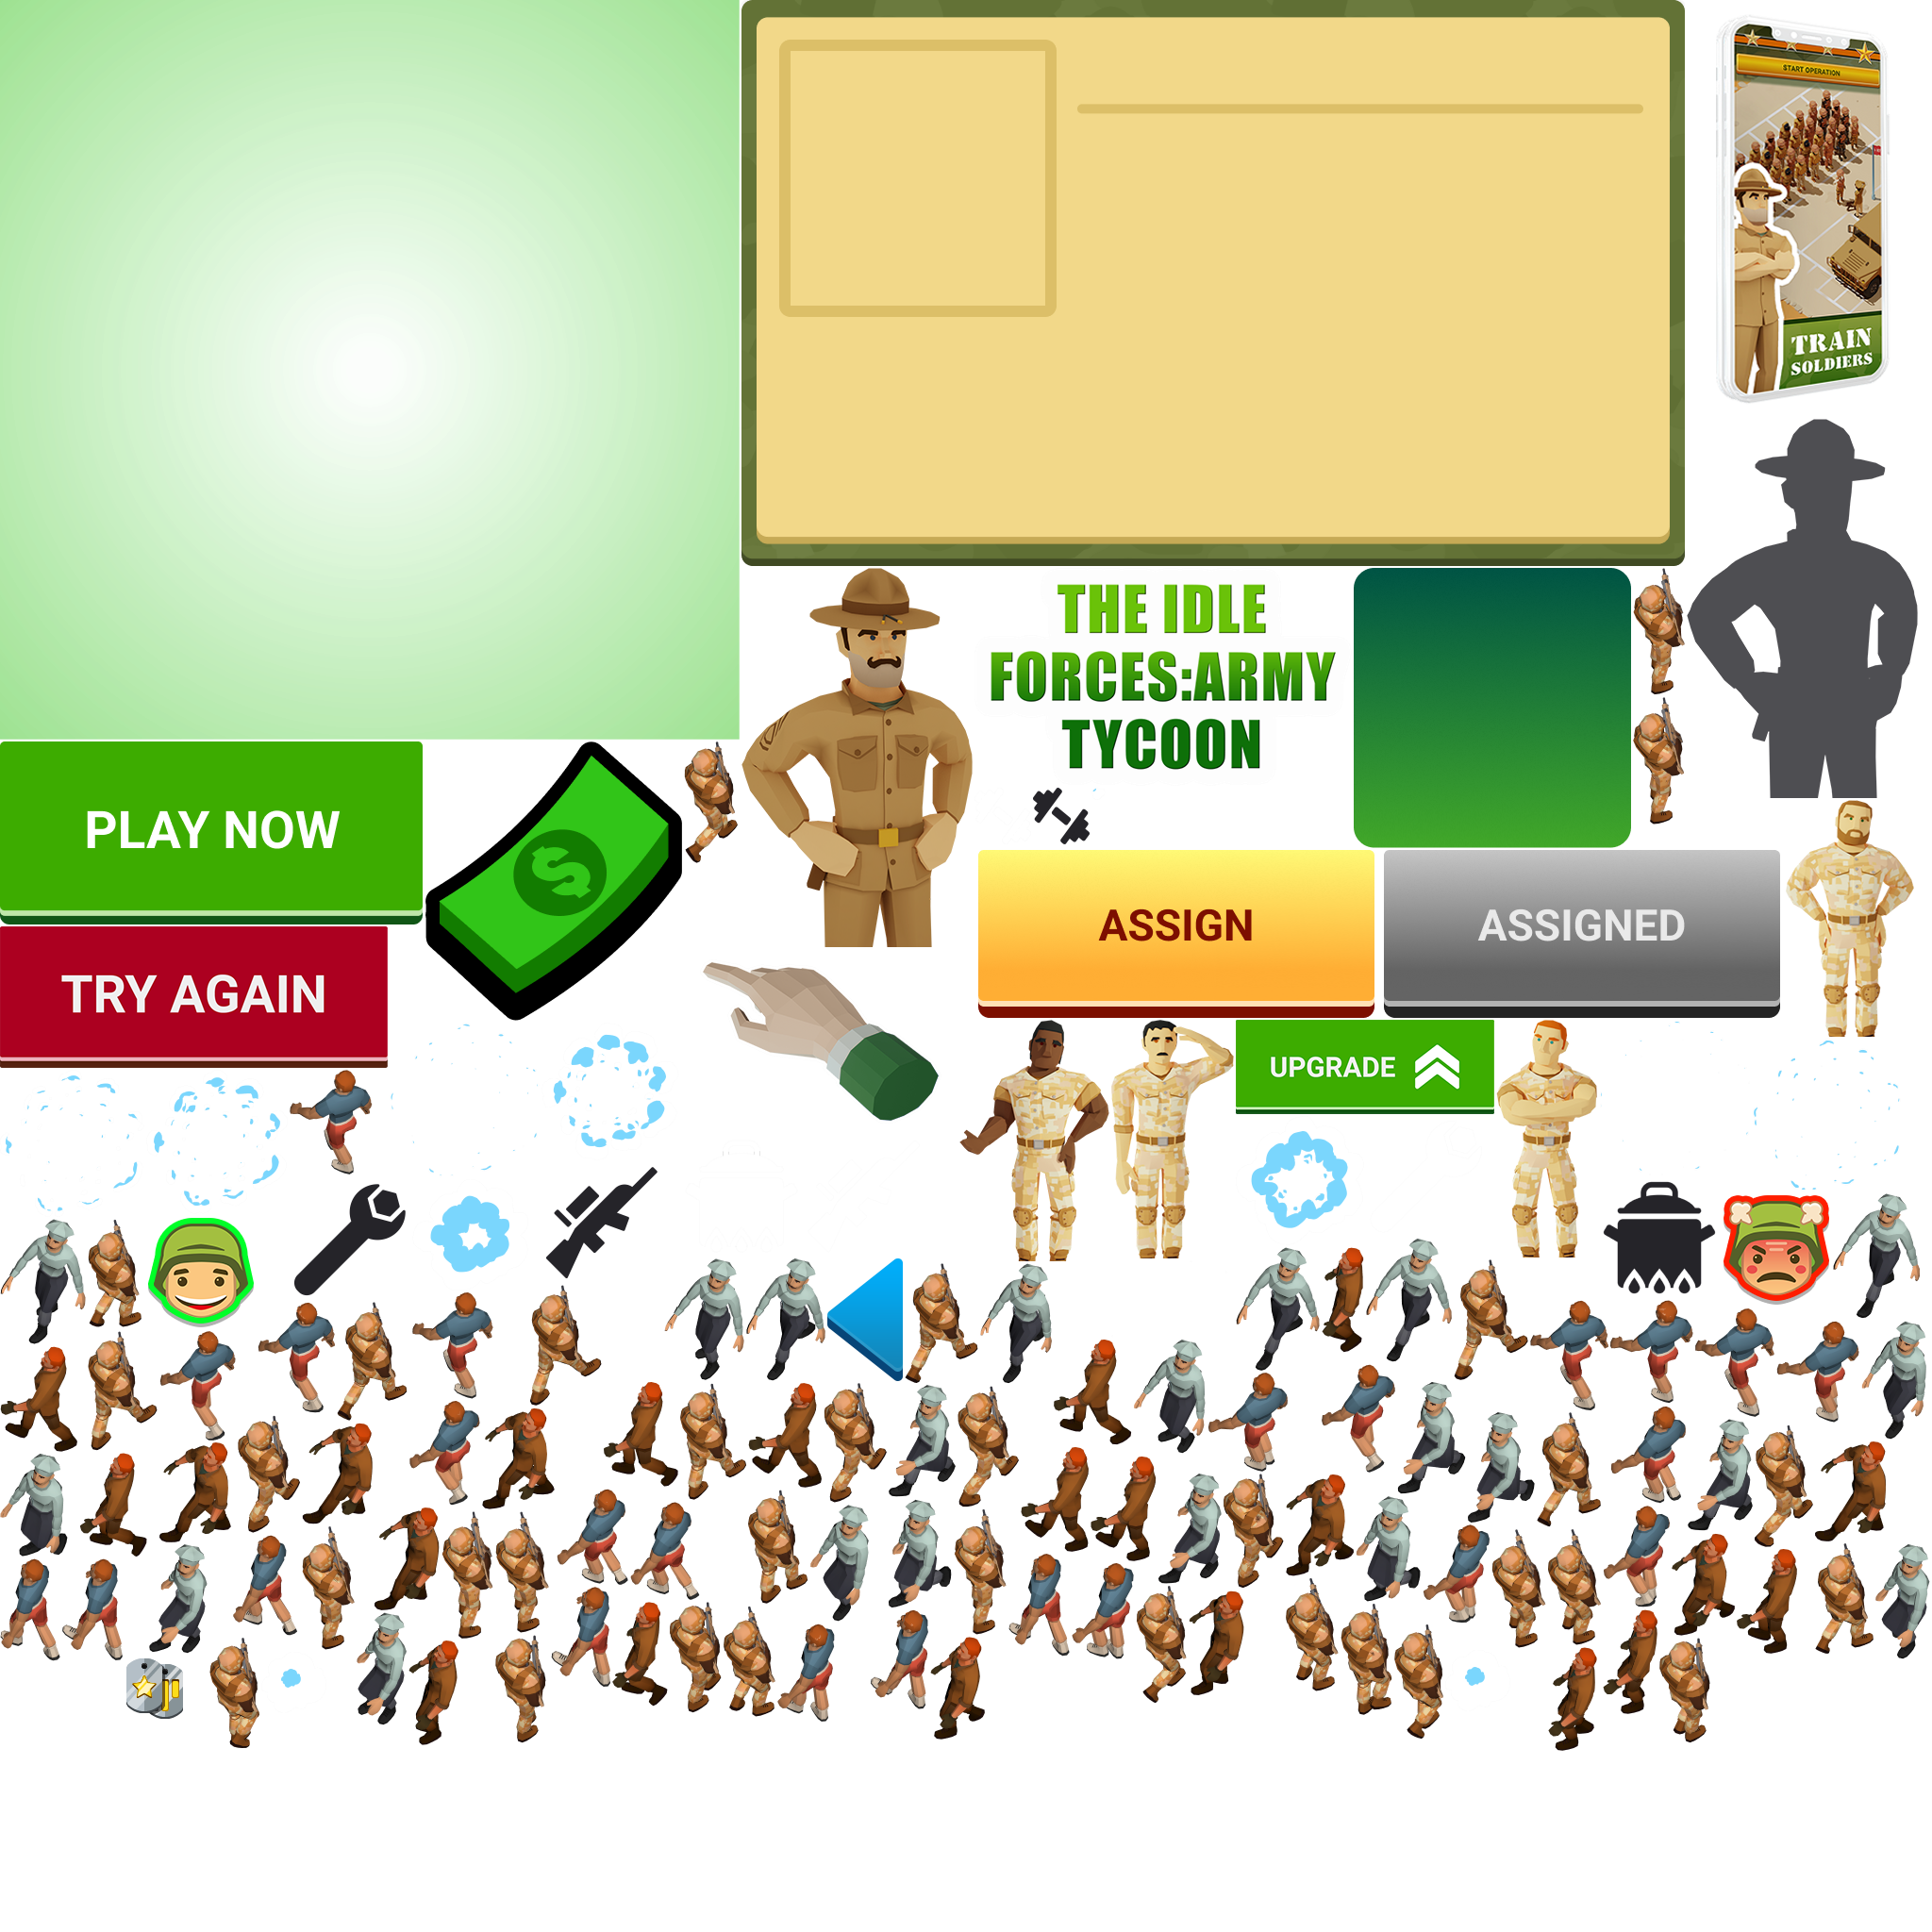 START OPERATION
TRAIN
SOLDIERS
THE IDLE
FORCES:ARMY
TYCOON
PLAY NOW
$
ASSIGN
ASSIGNED
TRY AGAIN
UPGRADE